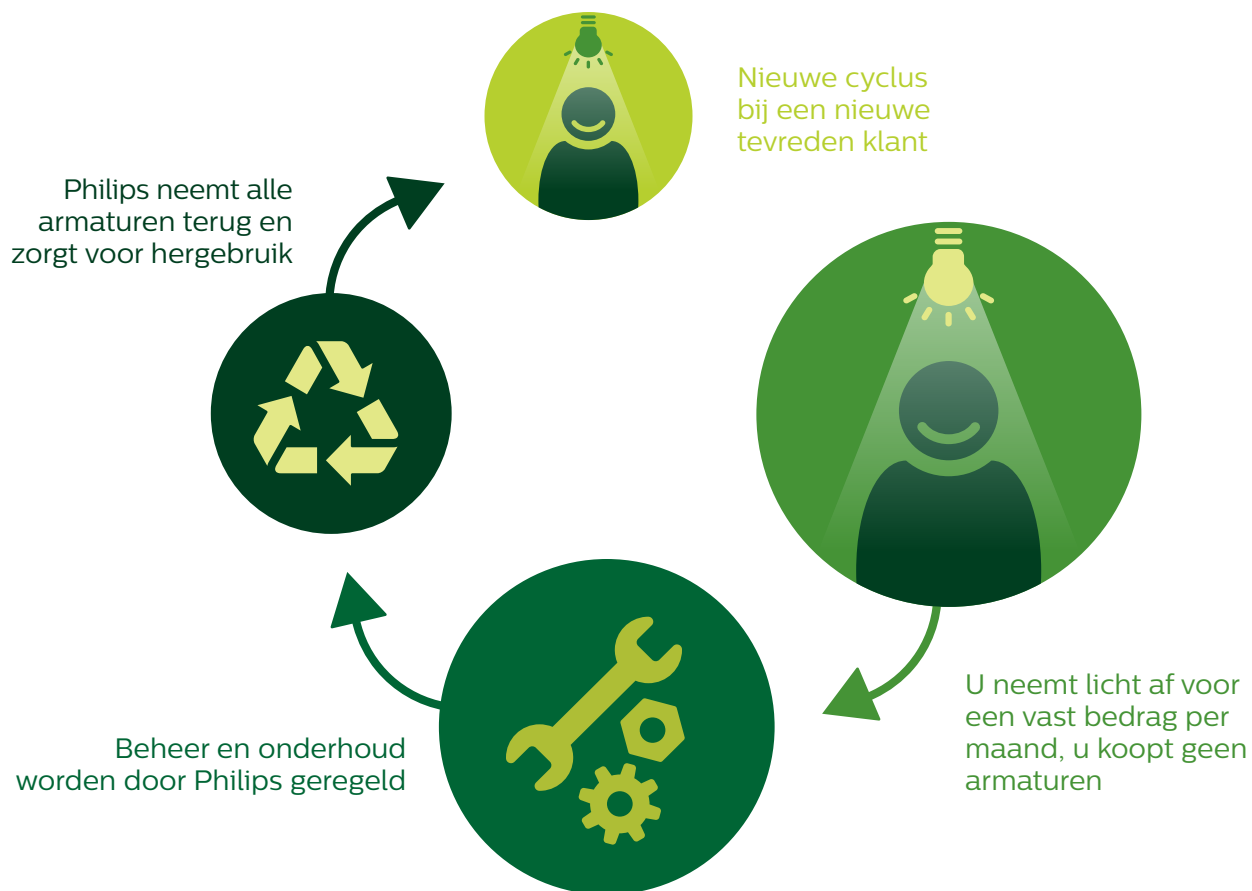 Nieuwe cyclus
bij een nieuwe
tevreden klant
Philips neemt alle
armaturen terug en
zorgt voor hergebruik
U neemt licht af voor
een vast bedrag per
maand, u koopt geen
armaturen
Beheer en onderhoud
worden door Philips geregeld